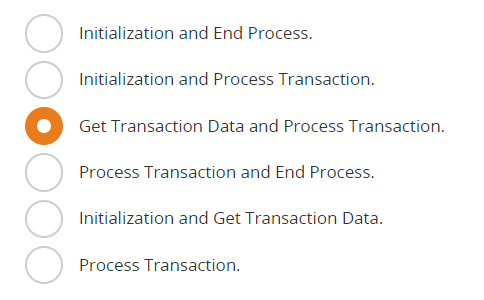 Initialization and End Process.
Initialization and Process Transaction.
Get Transaction Data and Process Transaction.
Process Transaction and End Process.
Initialization and Get Transaction Data.
Process Transaction.